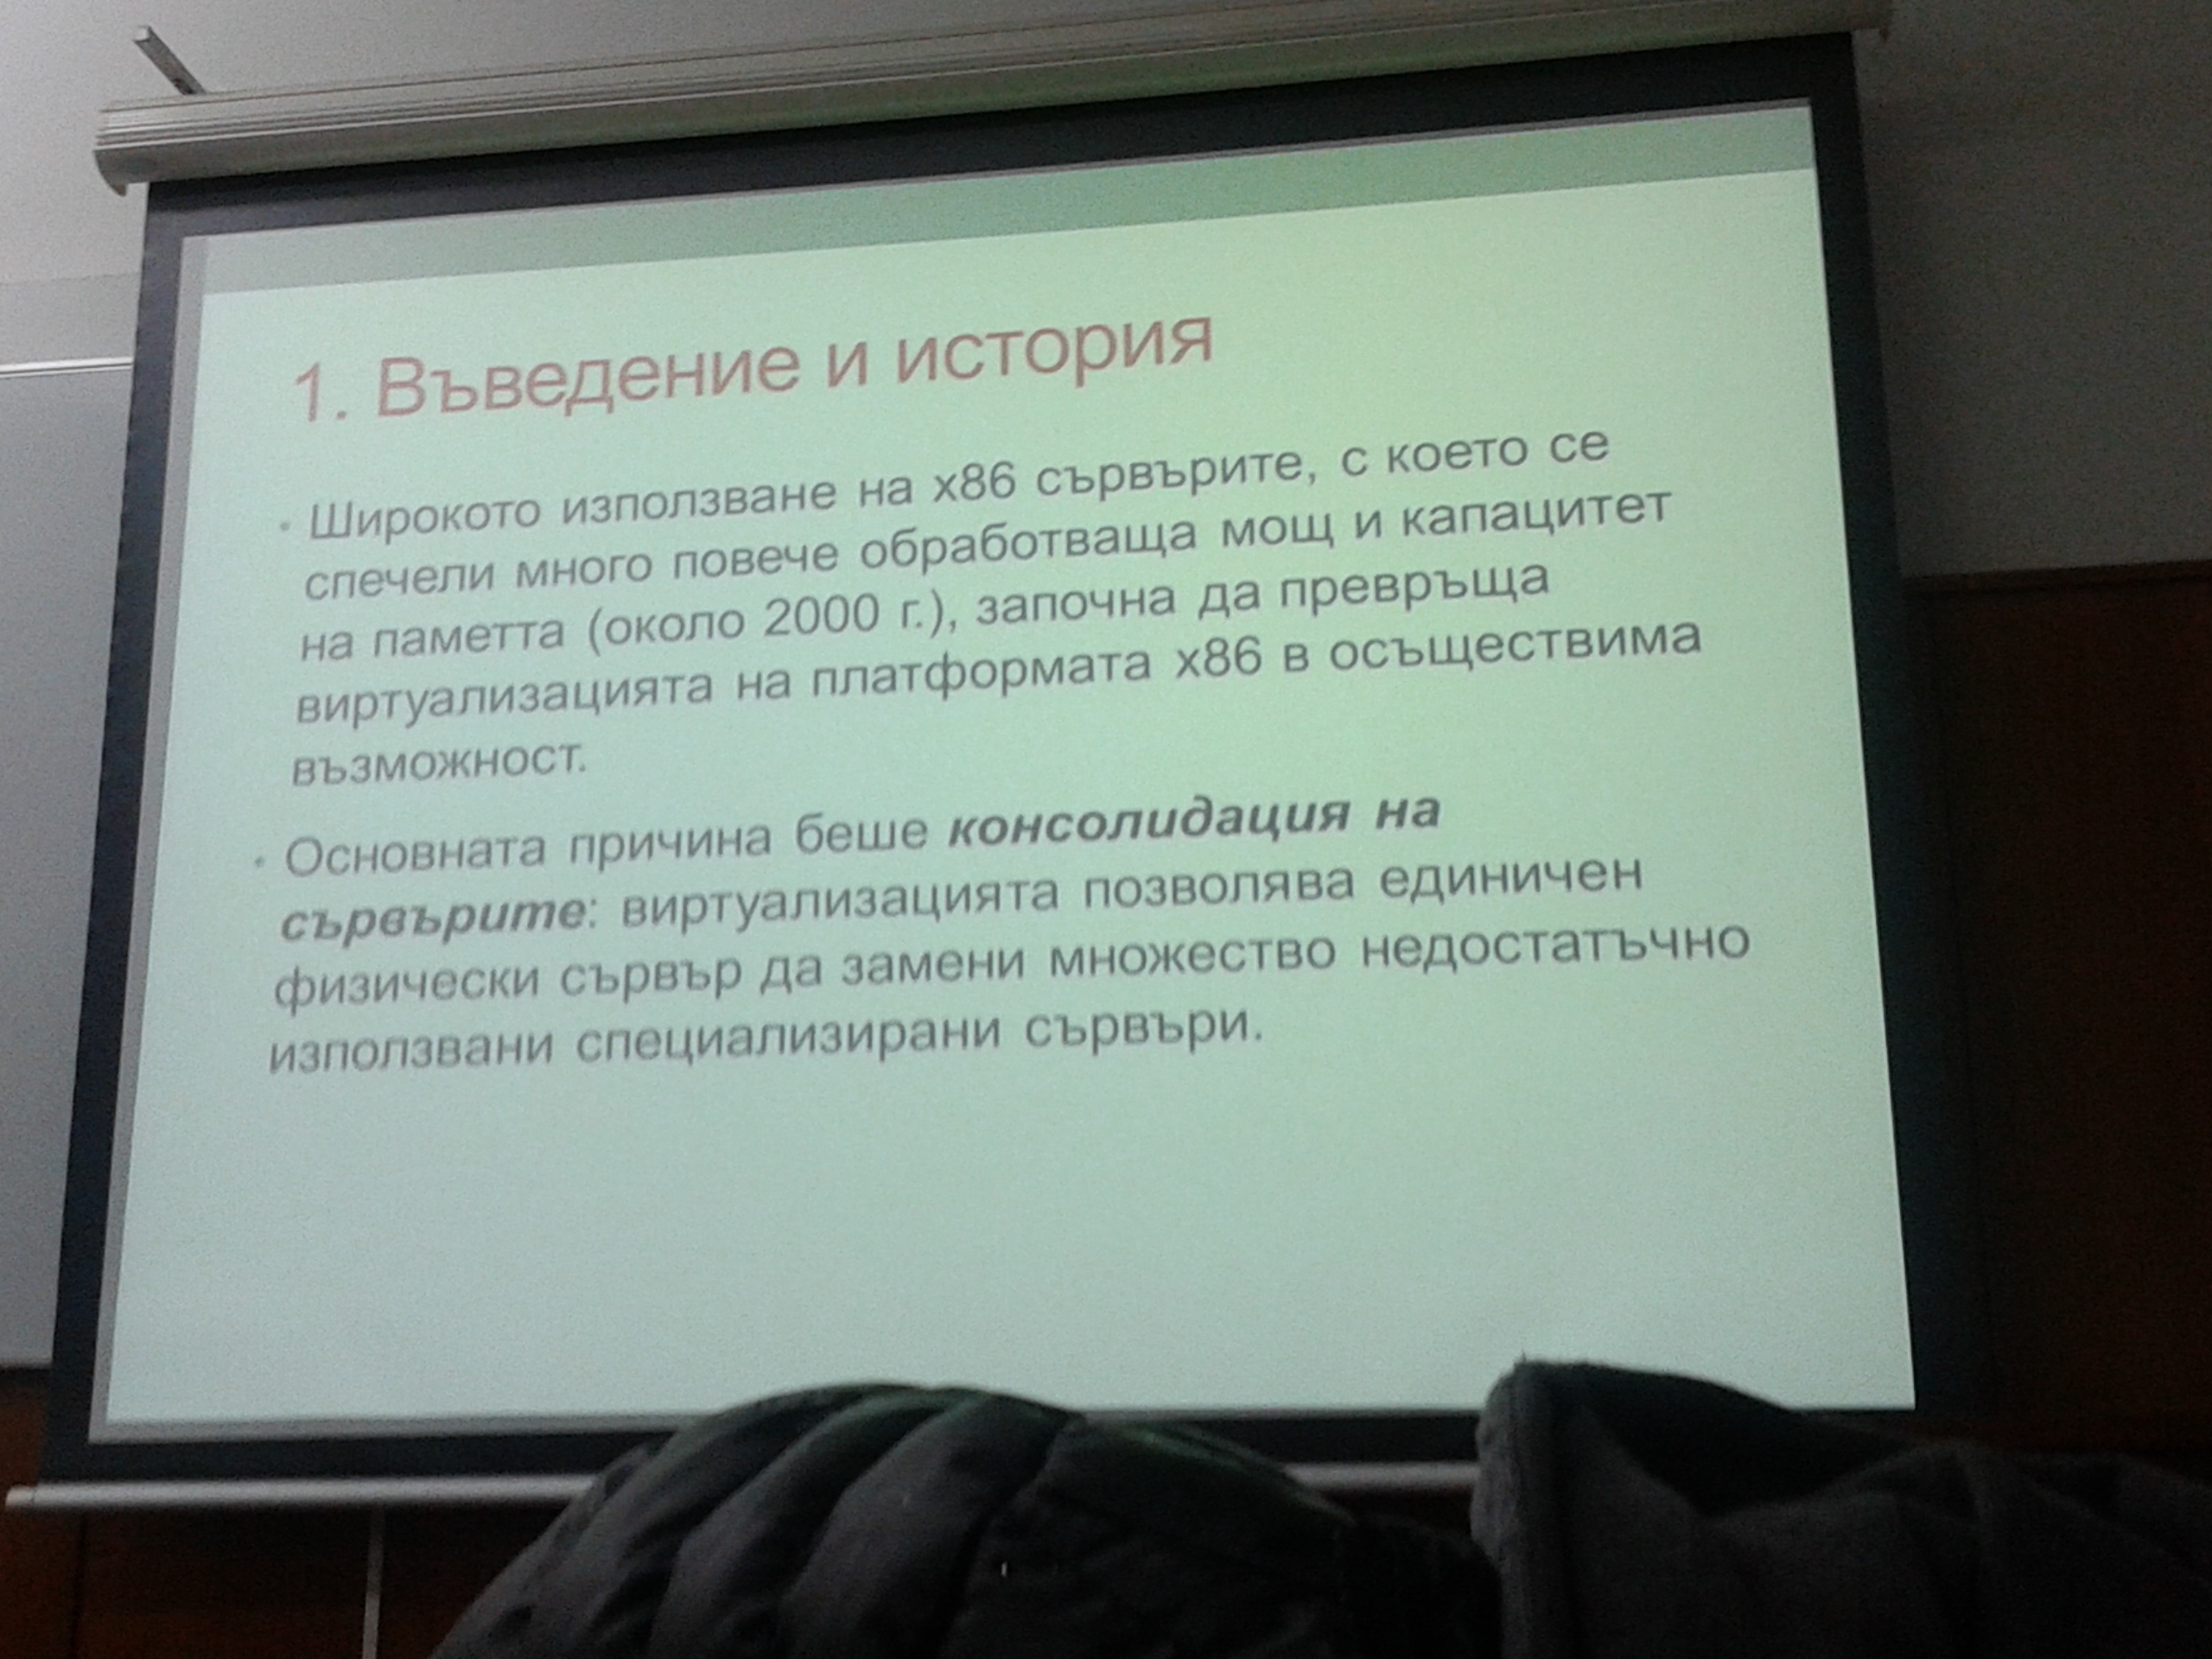 1. Въведение и история
• Широкото използване на x86 сървърите, с което се
спечели много повече обработваща мощ и капацитет
на паметта (около 2000 г.), започна да превръща
виртуализацията на платформата x86 в осъществима
възможност.
• Основната причина беше консолидация на
сървърите: виртуализацията позволява единичен
физически сървър да замени множество недостатъчно
използвани специализирани сървъри.